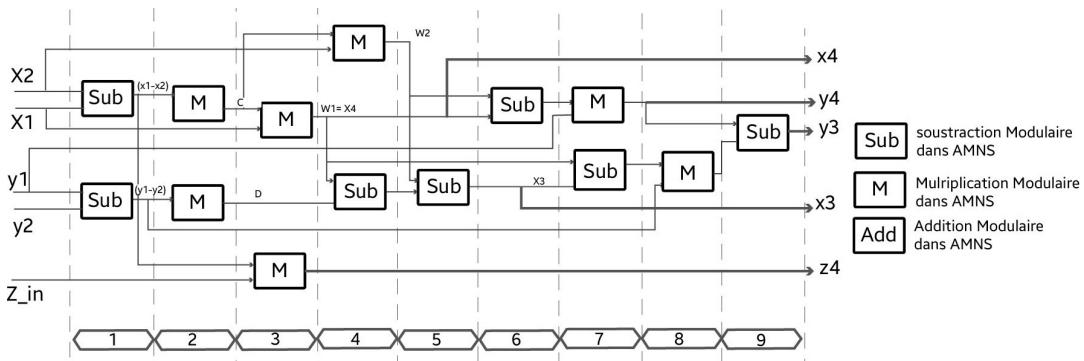 M
W2
x4
X2
(x1-x2)
Sub
M
C
M
W1= X4
Sub
M
y4
X1
Sub
y3
Sub
soustraction Modulaire
dans AMNS
y1
(y1-y2)
Sub
M
D
Sub
Sub
X3
Sub
M
M
Mulriplication Modulaire
dans AMNS
y2
x3
Add
Addition Modulaire
dans AMNS
M
z4
Z_in
1 2 3 4 5 6 7 8 9